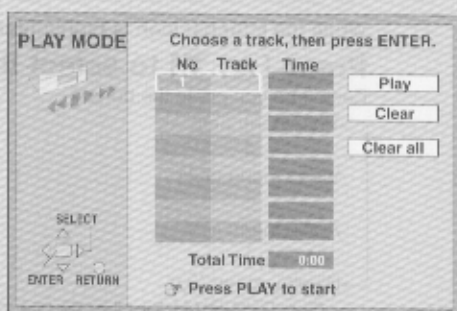 PLAY MODE
Choose a track, then press ENTER.
No Track Time
1
Play
Clear
Clear all
SELECT
ENTER RETURN
Total Time 0:00
Press PLAY to start